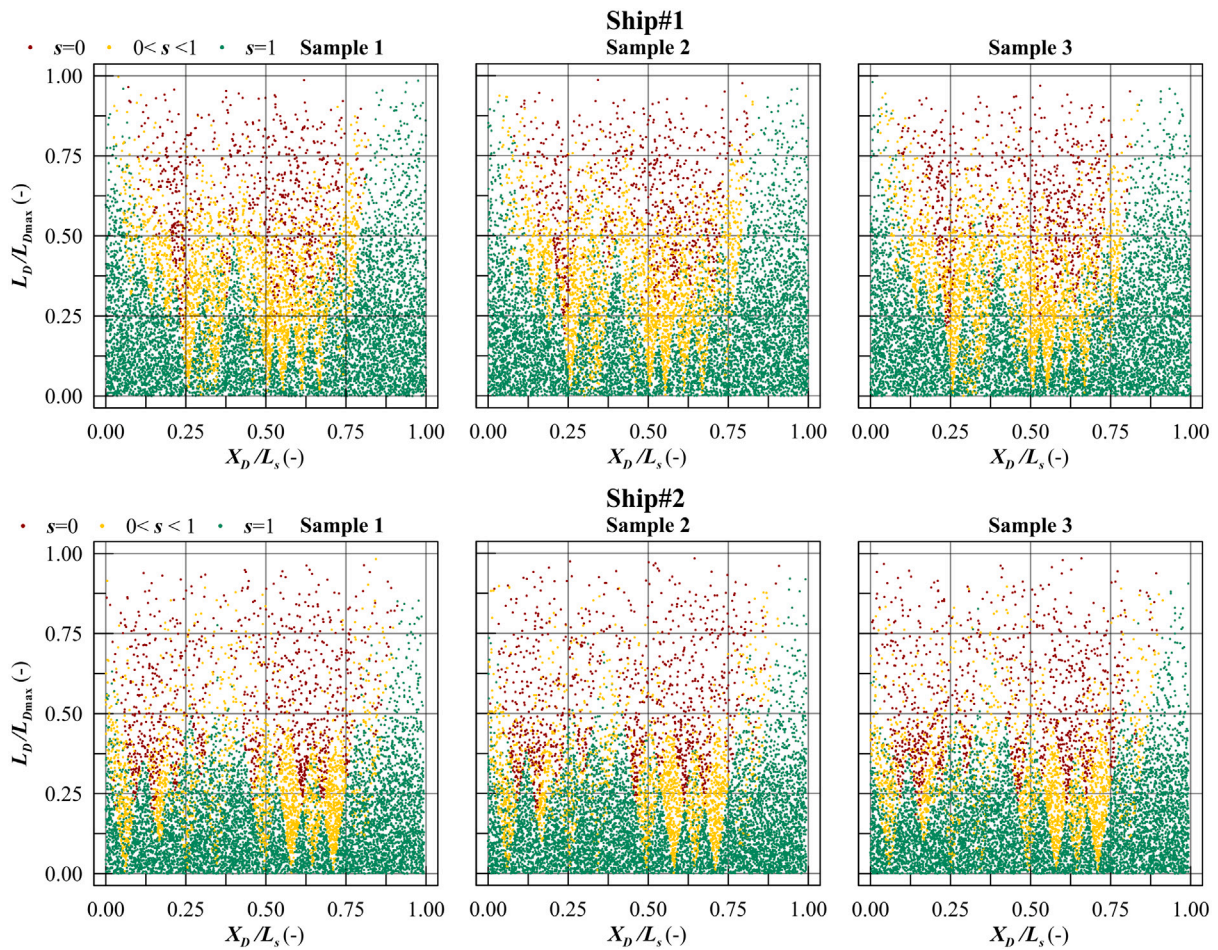 Ship#1
s=0 0< s <1 s=1 Sample 1 Sample 2 Sample 3
1.00
0.75
0.50
0.25
0.00
L_D/L_Dmax (-)
0.00 0.25 0.50 0.75 1.00 0.00 0.25 0.50 0.75 1.00 0.00 0.25 0.50 0.75 1.00
X_D /L_s (-) X_D /L_s (-) X_D /L_s (-)
Ship#2
s=0 0< s < 1 s=1 Sample 1 Sample 2 Sample 3
1.00
0.75
0.50
0.25
0.00
L_D/L_Dmax (-)
0.00 0.25 0.50 0.75 1.00 0.00 0.25 0.50 0.75 1.00 0.00 0.25 0.50 0.75 1.00
X_D /L_s (-) X_D /L_s (-) X_D /L_s (-)